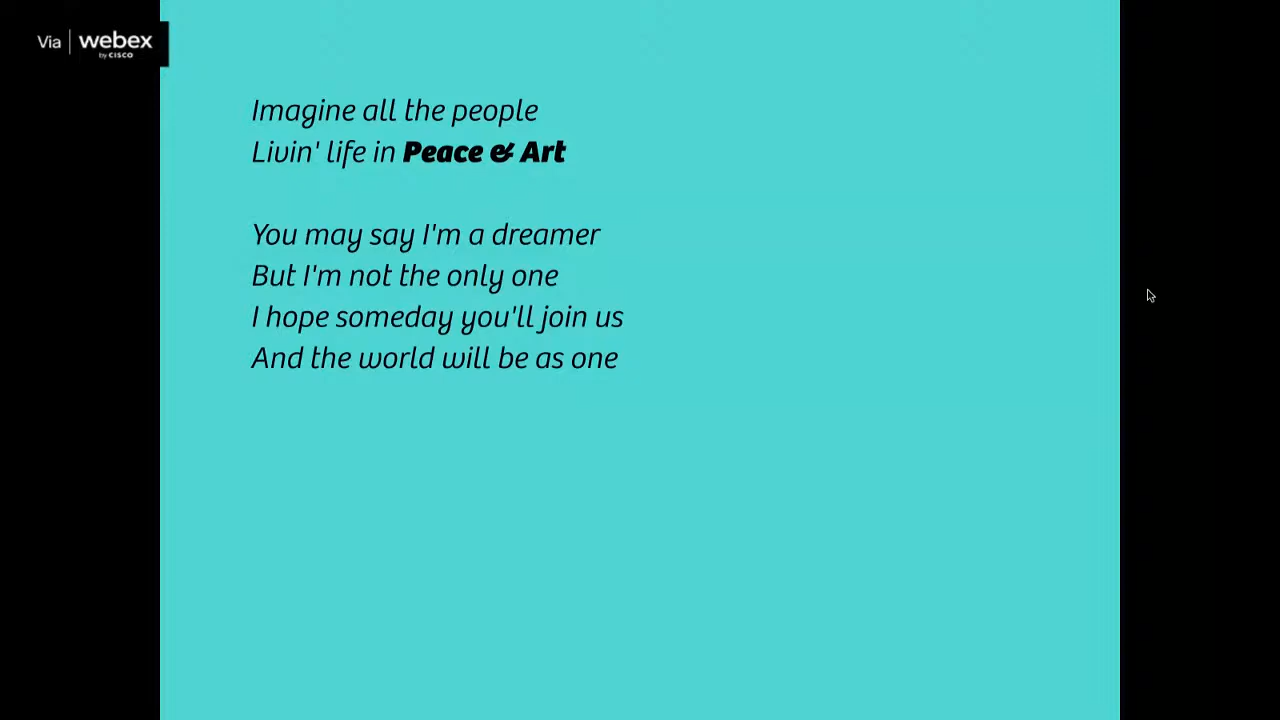 Via | webex
by CISCO
Imagine all the people
Livin' life in Peace & Art
You may say I'm a dreamer
But I'm not the only one
I hope someday you'll join us
And the world will be as one